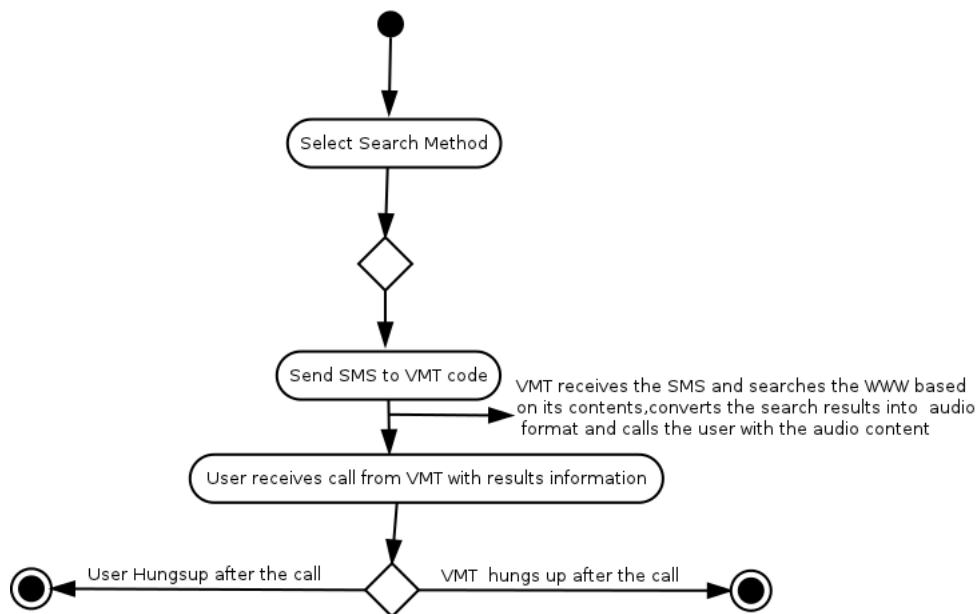 Select Search Method
Send SMS to VMT code
VMT receives the SMS and searches the WWW based
on its contents,converts the search results into  audio
format and calls the user with the audio content
User receives call from VMT with results information
User Hungsup after the call
VMT  hungs up after the call